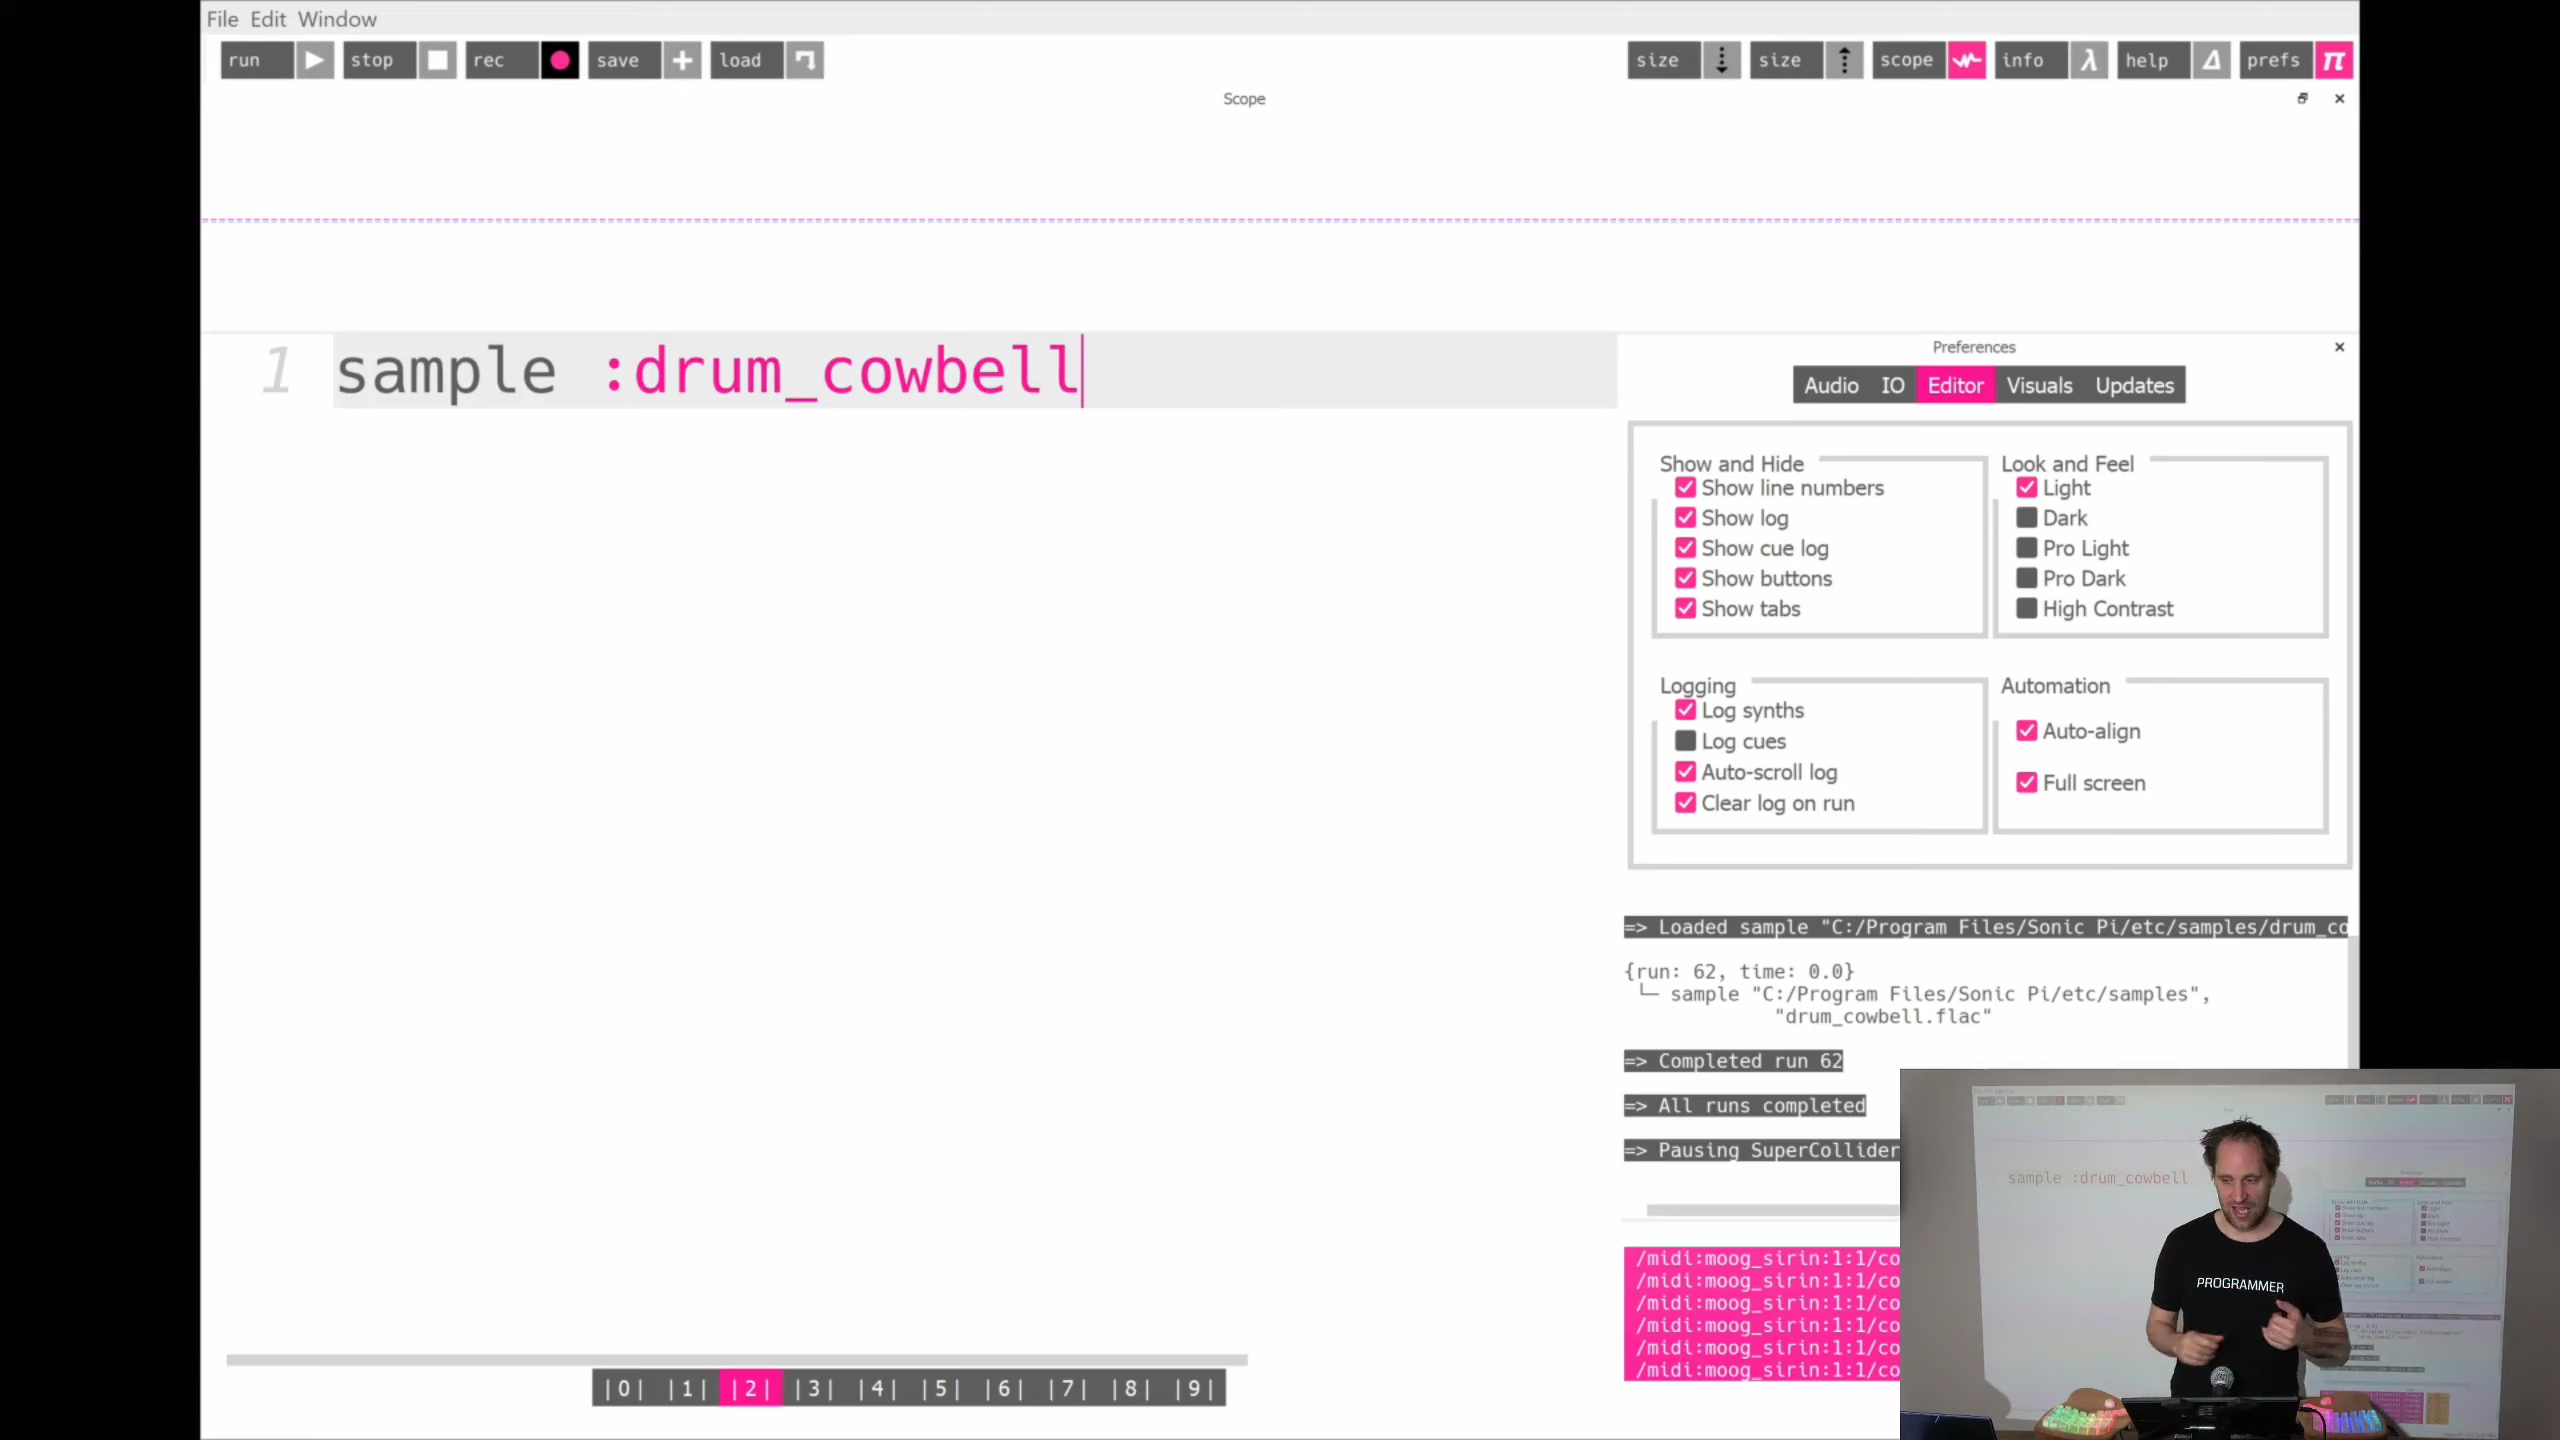 File Edit Window
run stop rec save load size size scope info help prefs
Scope
1 sample :drum_cowbell
Preferences
Audio IO Editor Visuals Updates
Show and Hide
Show line numbers
Show log
Show cue log
Show buttons
Show tabs
Look and Feel
Light
Dark
Pro Light
Pro Dark
High Contrast
Logging
Log synths
Log cues
Auto-scroll log
Clear log on run
Automation
Auto-align
Full screen
=> Loaded sample "C:/Program Files/Sonic Pi/etc/samples/drum_co
{run: 62, time: 0.0}
└─ sample "C:/Program Files/Sonic Pi/etc/samples",
"drum_cowbell.flac"
=> Completed run 62
=> All runs completed
=> Pausing SuperCollider
/midi:moog_sirin:1:1/co
/midi:moog_sirin:1:1/co
/midi:moog_sirin:1:1/co
/midi:moog_sirin:1:1/co
/midi:moog_sirin:1:1/co
/midi:moog_sirin:1:1/co
|0| |1| |2| |3| |4| |5| |6| |7| |8| |9|
sample :drum_cowbell
PROGRAMMER